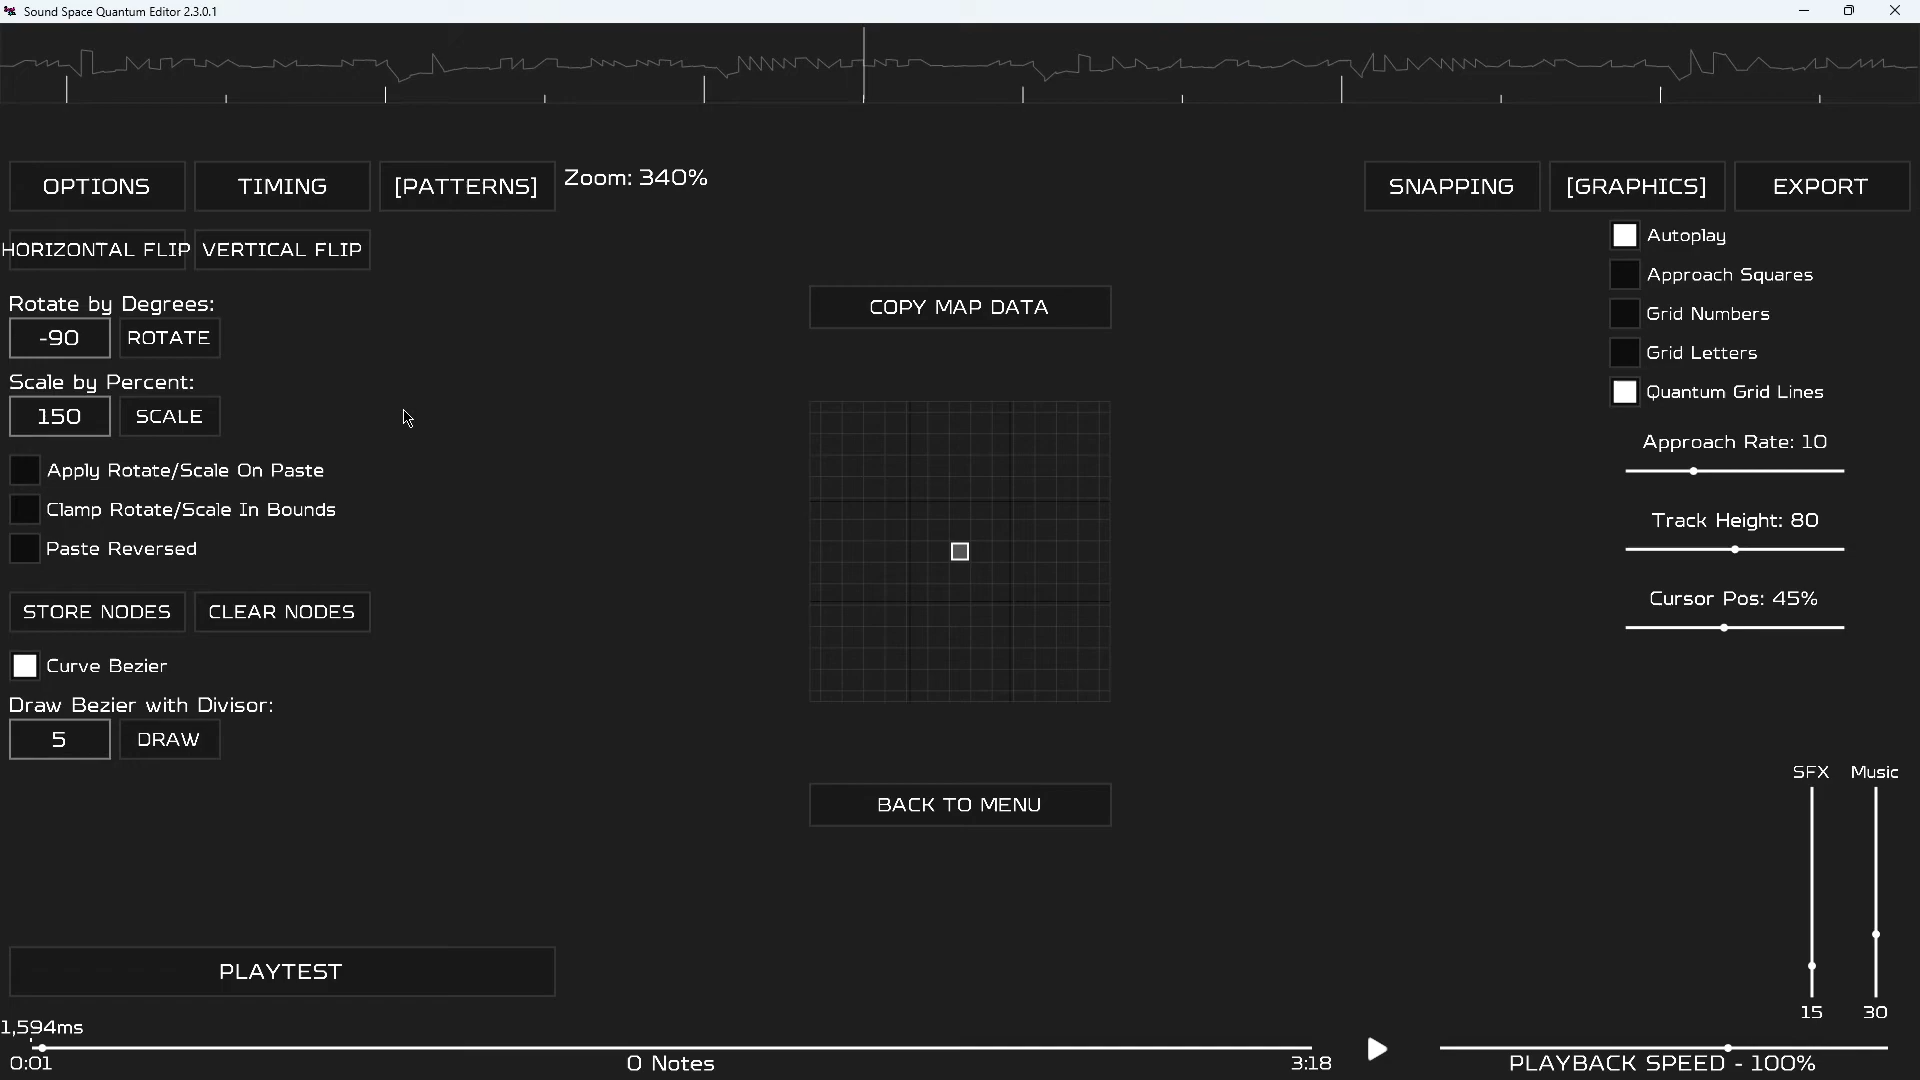 Sound Space Quantum Editor 2.3.0.1
OPTIONS
TIMING
[PATTERNS]
Zoom: 340%
SNAPPING
[GRAPHICS]
EXPORT
HORIZONTAL FLIP
VERTICAL FLIP
Rotate by Degrees:
-90
ROTATE
Scale by Percent:
150
SCALE
Apply Rotate/Scale On Paste
Clamp Rotate/Scale In Bounds
Paste Reversed
STORE NODES
CLEAR NODES
Curve Bezier
Draw Bezier with Divisor:
5
DRAW
COPY MAP DATA
BACK TO MENU
Autoplay
Approach Squares
Grid Numbers
Grid Letters
Quantum Grid Lines
Approach Rate: 10
Track Height: 80
Cursor Pos: 45%
SFX
Music
15
30
PLAYTEST
1,594ms
0:01
0 Notes
3:18
PLAYBACK SPEED - 100%